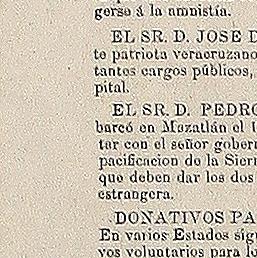 gerse á la amnistía.
EL SR. D. JOSE D
te patriota veracruzano
tantes cargos públicos,
pital.
EL SR. D. PEDRO
barcó en Mazatlán el
tar con el señor gober
pacificacion de la Sier
que deben dar los dos
estrangera.
DONATIVOS PA
En varios Estados sig
vos voluntarios para lo